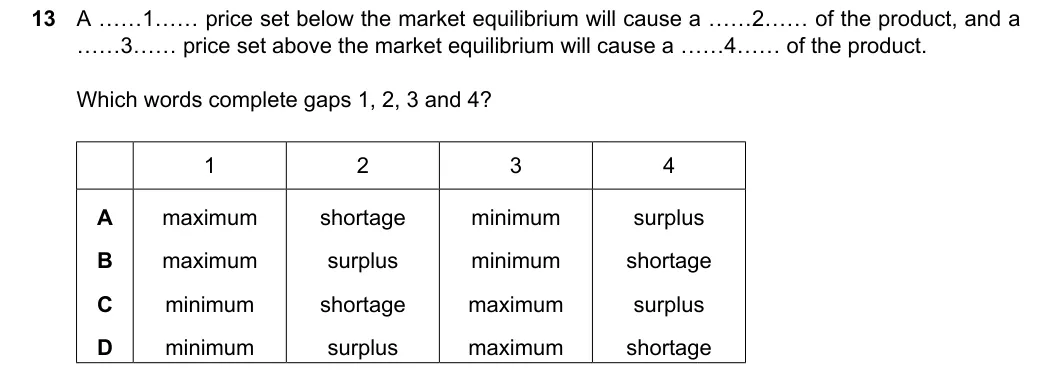 13 A ......1...... price set below the market equilibrium will cause a ......2...... of the product, and a
......3...... price set above the market equilibrium will cause a ......4...... of the product.
Which words complete gaps 1, 2, 3 and 4?
1 2 3 4
A maximum shortage minimum surplus
B maximum surplus minimum shortage
C minimum shortage maximum surplus
D minimum surplus maximum shortage